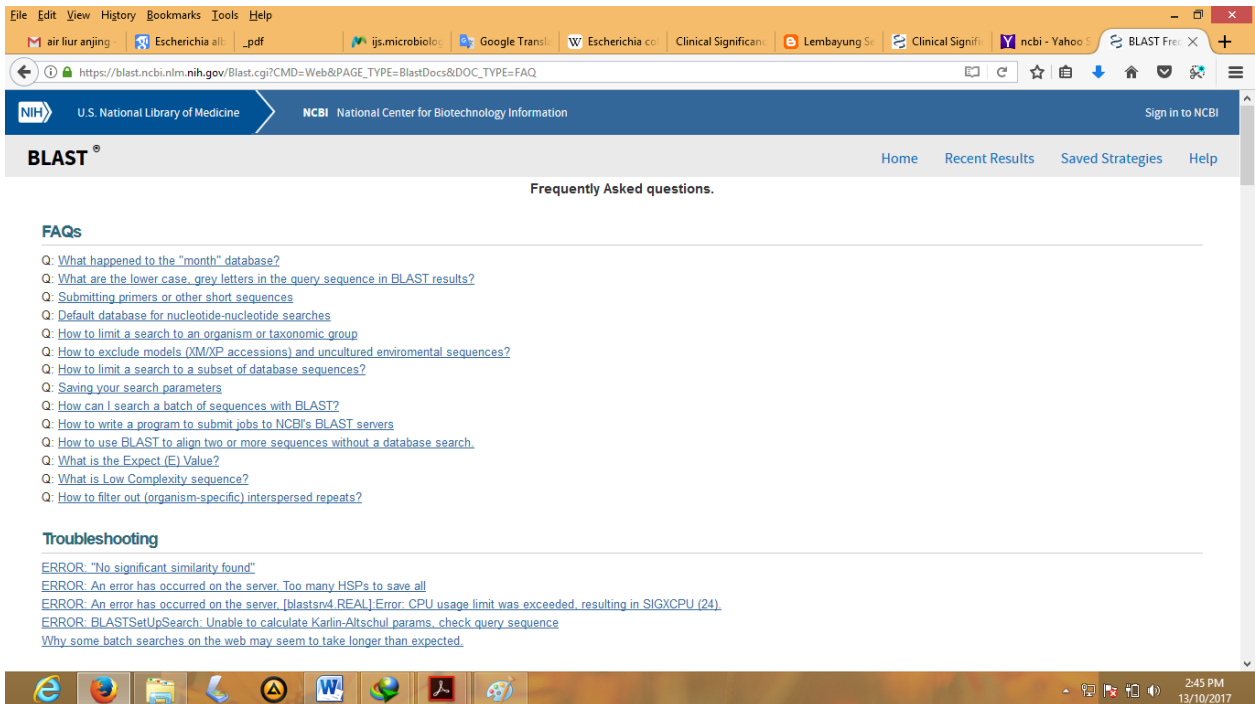 File Edit View History Bookmarks Tools Help
air liur anjing - Escherichia alb _pdf ijs.microbiolog Google Transla Escherichia co Clinical Significanc Lembayung Se Clinical Signific ncbi - Yahoo S BLAST Frec
https://blast.ncbi.nlm.nih.gov/Blast.cgi?CMD=Web&PAGE_TYPE=BlastDocs&DOC_TYPE=FAQ
NIH U.S. National Library of Medicine NCBI National Center for Biotechnology Information Sign in to NCBI
BLAST ® Home Recent Results Saved Strategies Help
Frequently Asked questions.
FAQs
Q: What happened to the "month" database?
Q: What are the lower case, grey letters in the query sequence in BLAST results?
Q: Submitting primers or other short sequences
Q: Default database for nucleotide-nucleotide searches
Q: How to limit a search to an organism or taxonomic group
Q: How to exclude models (XM/XP accessions) and uncultured enviromental sequences?
Q: How to limit a search to a subset of database sequences?
Q: Saving your search parameters
Q: How can I search a batch of sequences with BLAST?
Q: How to write a program to submit jobs to NCBI's BLAST servers
Q: How to use BLAST to align two or more sequences without a database search.
Q: What is the Expect (E) Value?
Q: What is Low Complexity sequence?
Q: How to filter out (organism-specific) interspersed repeats?
Troubleshooting
ERROR: "No significant similarity found"
ERROR: An error has occurred on the server, Too many HSPs to save all
ERROR: An error has occurred on the server, [blastsrv4.REAL]:Error: CPU usage limit was exceeded, resulting in SIGXCPU (24).
ERROR: BLASTSetUpSearch: Unable to calculate Karlin-Altschul params, check query sequence
Why some batch searches on the web may seem to take longer than expected.
2:45 PM
13/10/2017